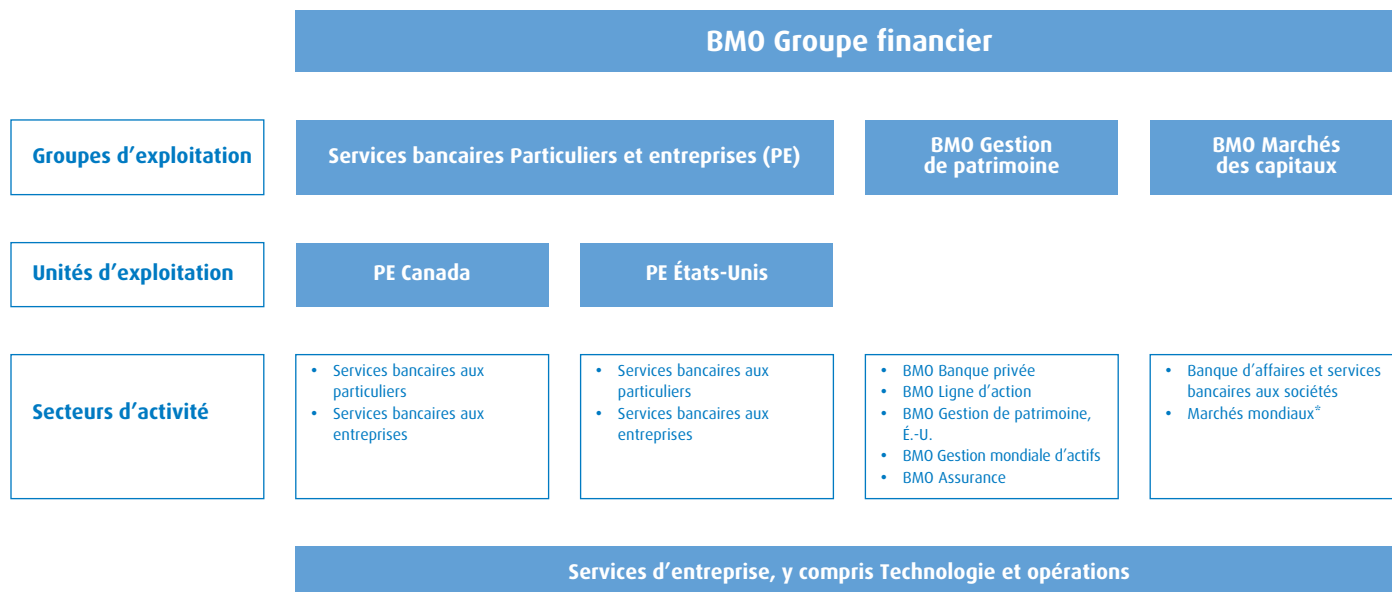 BMO Groupe financier
Groupes d'exploitation
Services bancaires Particuliers et entreprises (PE)
BMO Gestion
de patrimoine
BMO Marchés
des capitaux
Unités d'exploitation
PE Canada
PE États-Unis
Secteurs d'activité
• Services bancaires aux
particuliers
• Services bancaires aux
entreprises
• Services bancaires aux
particuliers
• Services bancaires aux
entreprises
• BMO Banque privée
• BMO Ligne d'action
• BMO Gestion de patrimoine,
É.-U.
• BMO Gestion mondiale d'actifs
• BMO Assurance
• Banque d'affaires et services
bancaires aux sociétés
• Marchés mondiaux*
Services d'entreprise, y compris Technologie et opérations